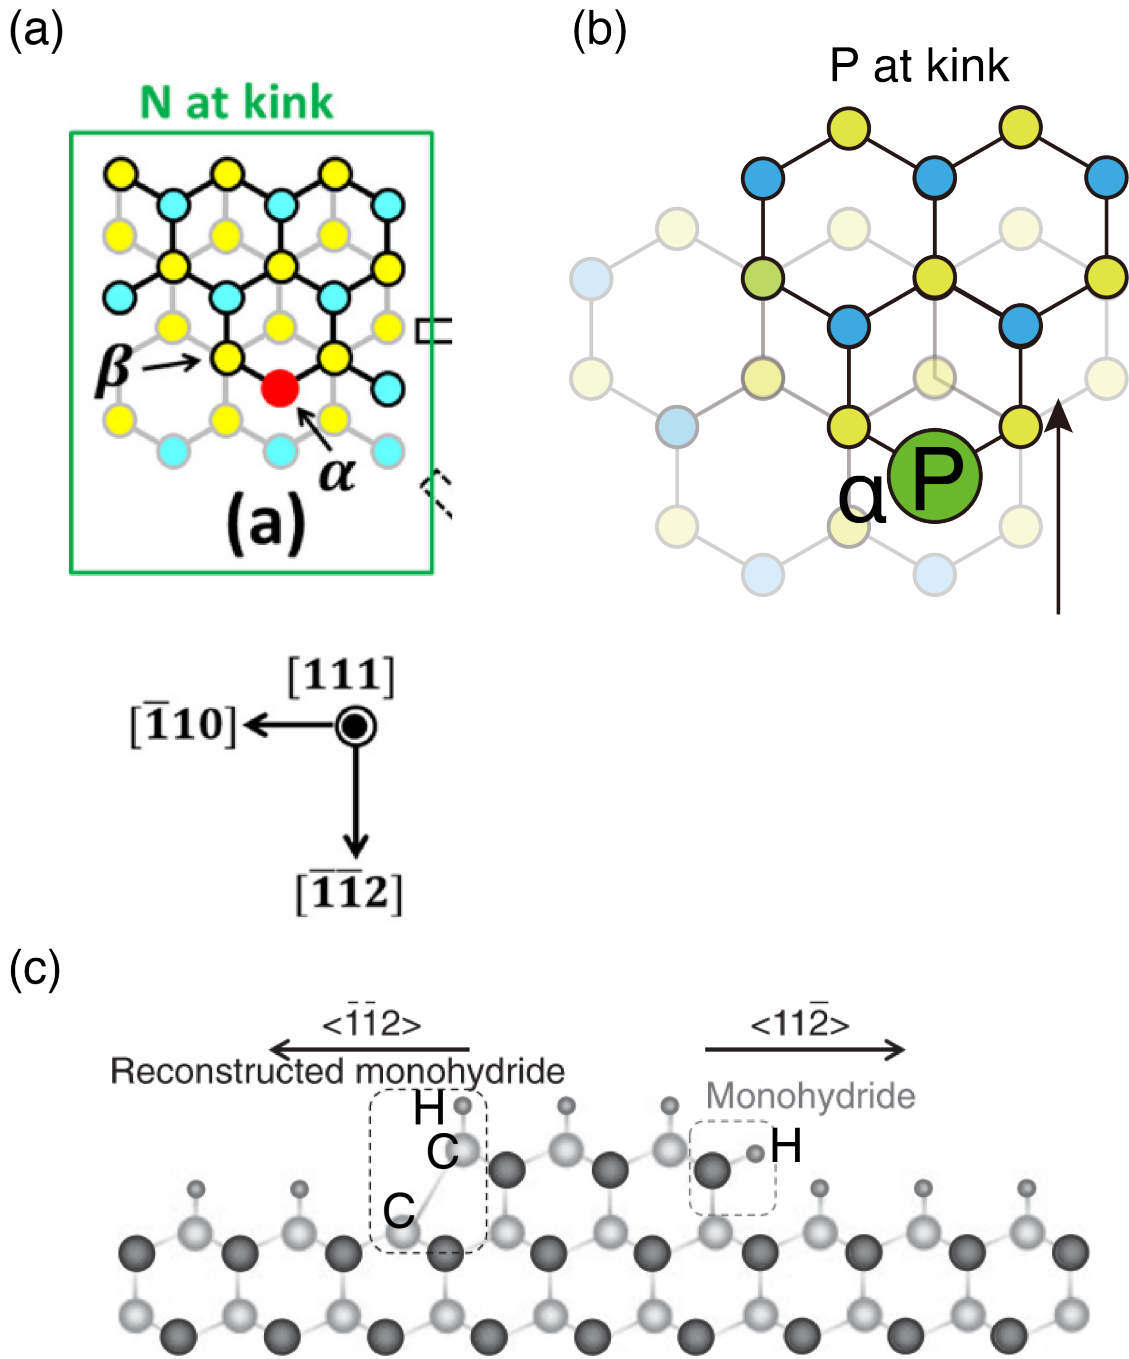 (a)
(b)
N at kink
P at kink
β
α
(a)
α
P
[111]
[1̅10]
[1̅1̅2]
(c)
<1̅1̅2>
<112̅>
Reconstructed monohydride
Monohydride
H
C
H
C